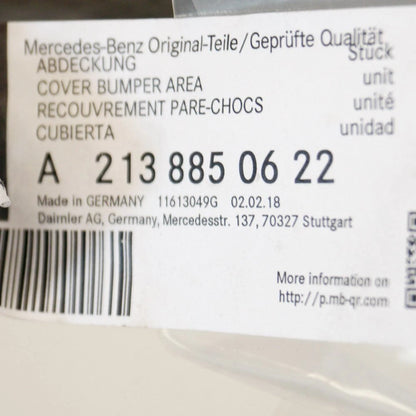 Mercedes-Benz Original-Teile/Geprüfte Qualität
ABDECKUNG Stück
COVER BUMPER AREA unit
RECOUVREMENT PARE-CHOCS unité
CUBIERTA unidad
A 213 885 06 22
Made in GERMANY 11613049G 02.02.18
Daimler AG, Germany, Mercedesstr. 137, 70327 Stuttgart
More information on
http://p.mb-qr.com